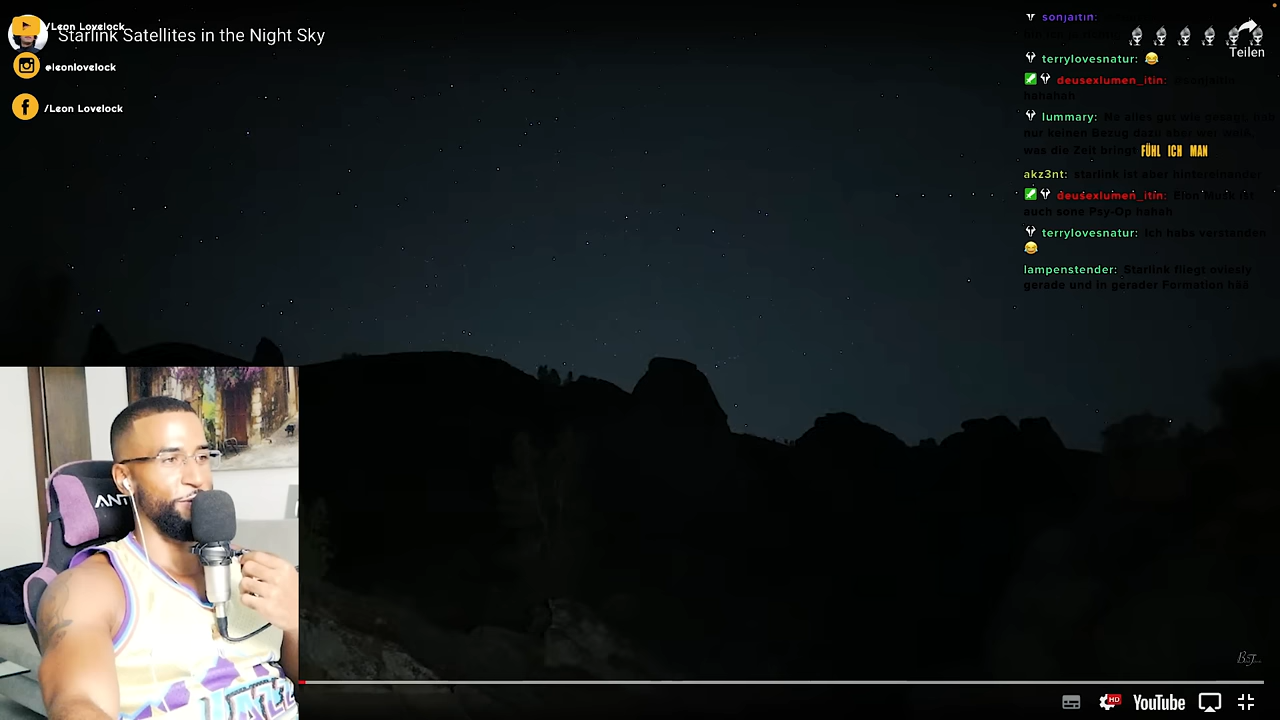 /Leon Lovelock
Starlink Satellites in the Night Sky
@leonlovelock
/Leon Lovelock
Teilen
sonjaitin:
terrylovesnatur: 😂
deusexlumen_itin:
hahahah
lummary: Na alles gut wie gesagt, hab
nur keinen Bezug dazu aber wer weiß,
was die Zeit bringt FÜHL ICH MAN
akz3nt: starlink ist aber hintereinander
deusexlumen_itin: Elon Musk ist
auch sone Psy-Op hahah
terrylovesnatur: Ich habs verstanden
😂
lampenstender: Starlink fliegt oviesly
gerade und in gerader Formation hää
ANT
JAZZ
HD
YouTube